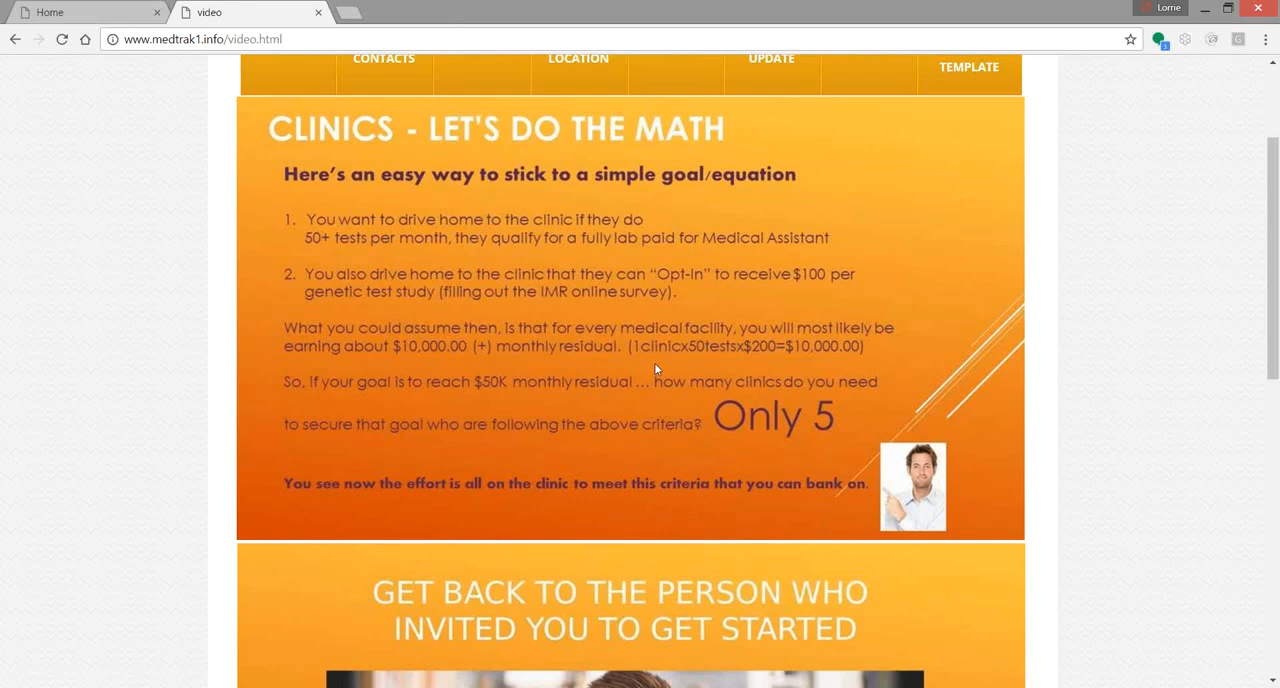 Home
video
Lorrie
www.medtrak1.info/video.html
3
G
CONTACTS
LOCATION
UPDATE
TEMPLATE
CLINICS - LET'S DO THE MATH
Here's an easy way to stick to a simple goal/equation
1. You want to drive home to the clinic if they do
50+ tests per month, they qualify for a fully lab paid for Medical Assistant
2. You also drive home to the clinic that they can “Opt-In” to receive $100 per
genetic test study (filling out the IMR online survey).
What you could assume then, is that for every medical facility, you will most likely be
earning about $10,000.00 (+) monthly residual. (1clinicx50testsx$200=$10,000.00)
So, if your goal is to reach $50K monthly residual ... how many clinics do you need
to secure that goal who are following the above criteria? Only 5
You see now the effort is all on the clinic to meet this criteria that you can bank on.
GET BACK TO THE PERSON WHO
INVITED YOU TO GET STARTED